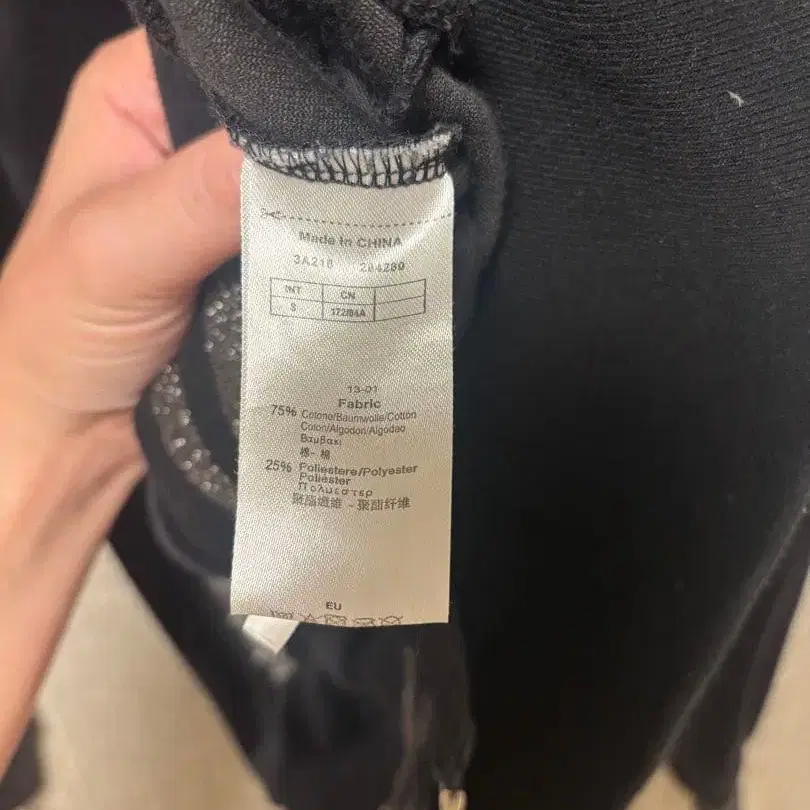 Made in CHINA
3A218 284280
INT CN
S 172/84A
13-01
Fabric
75% Cotone/Baumwolle/Cotton
Coton/Algodon/Algodao
Βαμβακι
棉- 棉
25% Poliestere/Polyester
Poliester
Πολυεστερ
聚酯纖維 - 聚酯纤维
EU